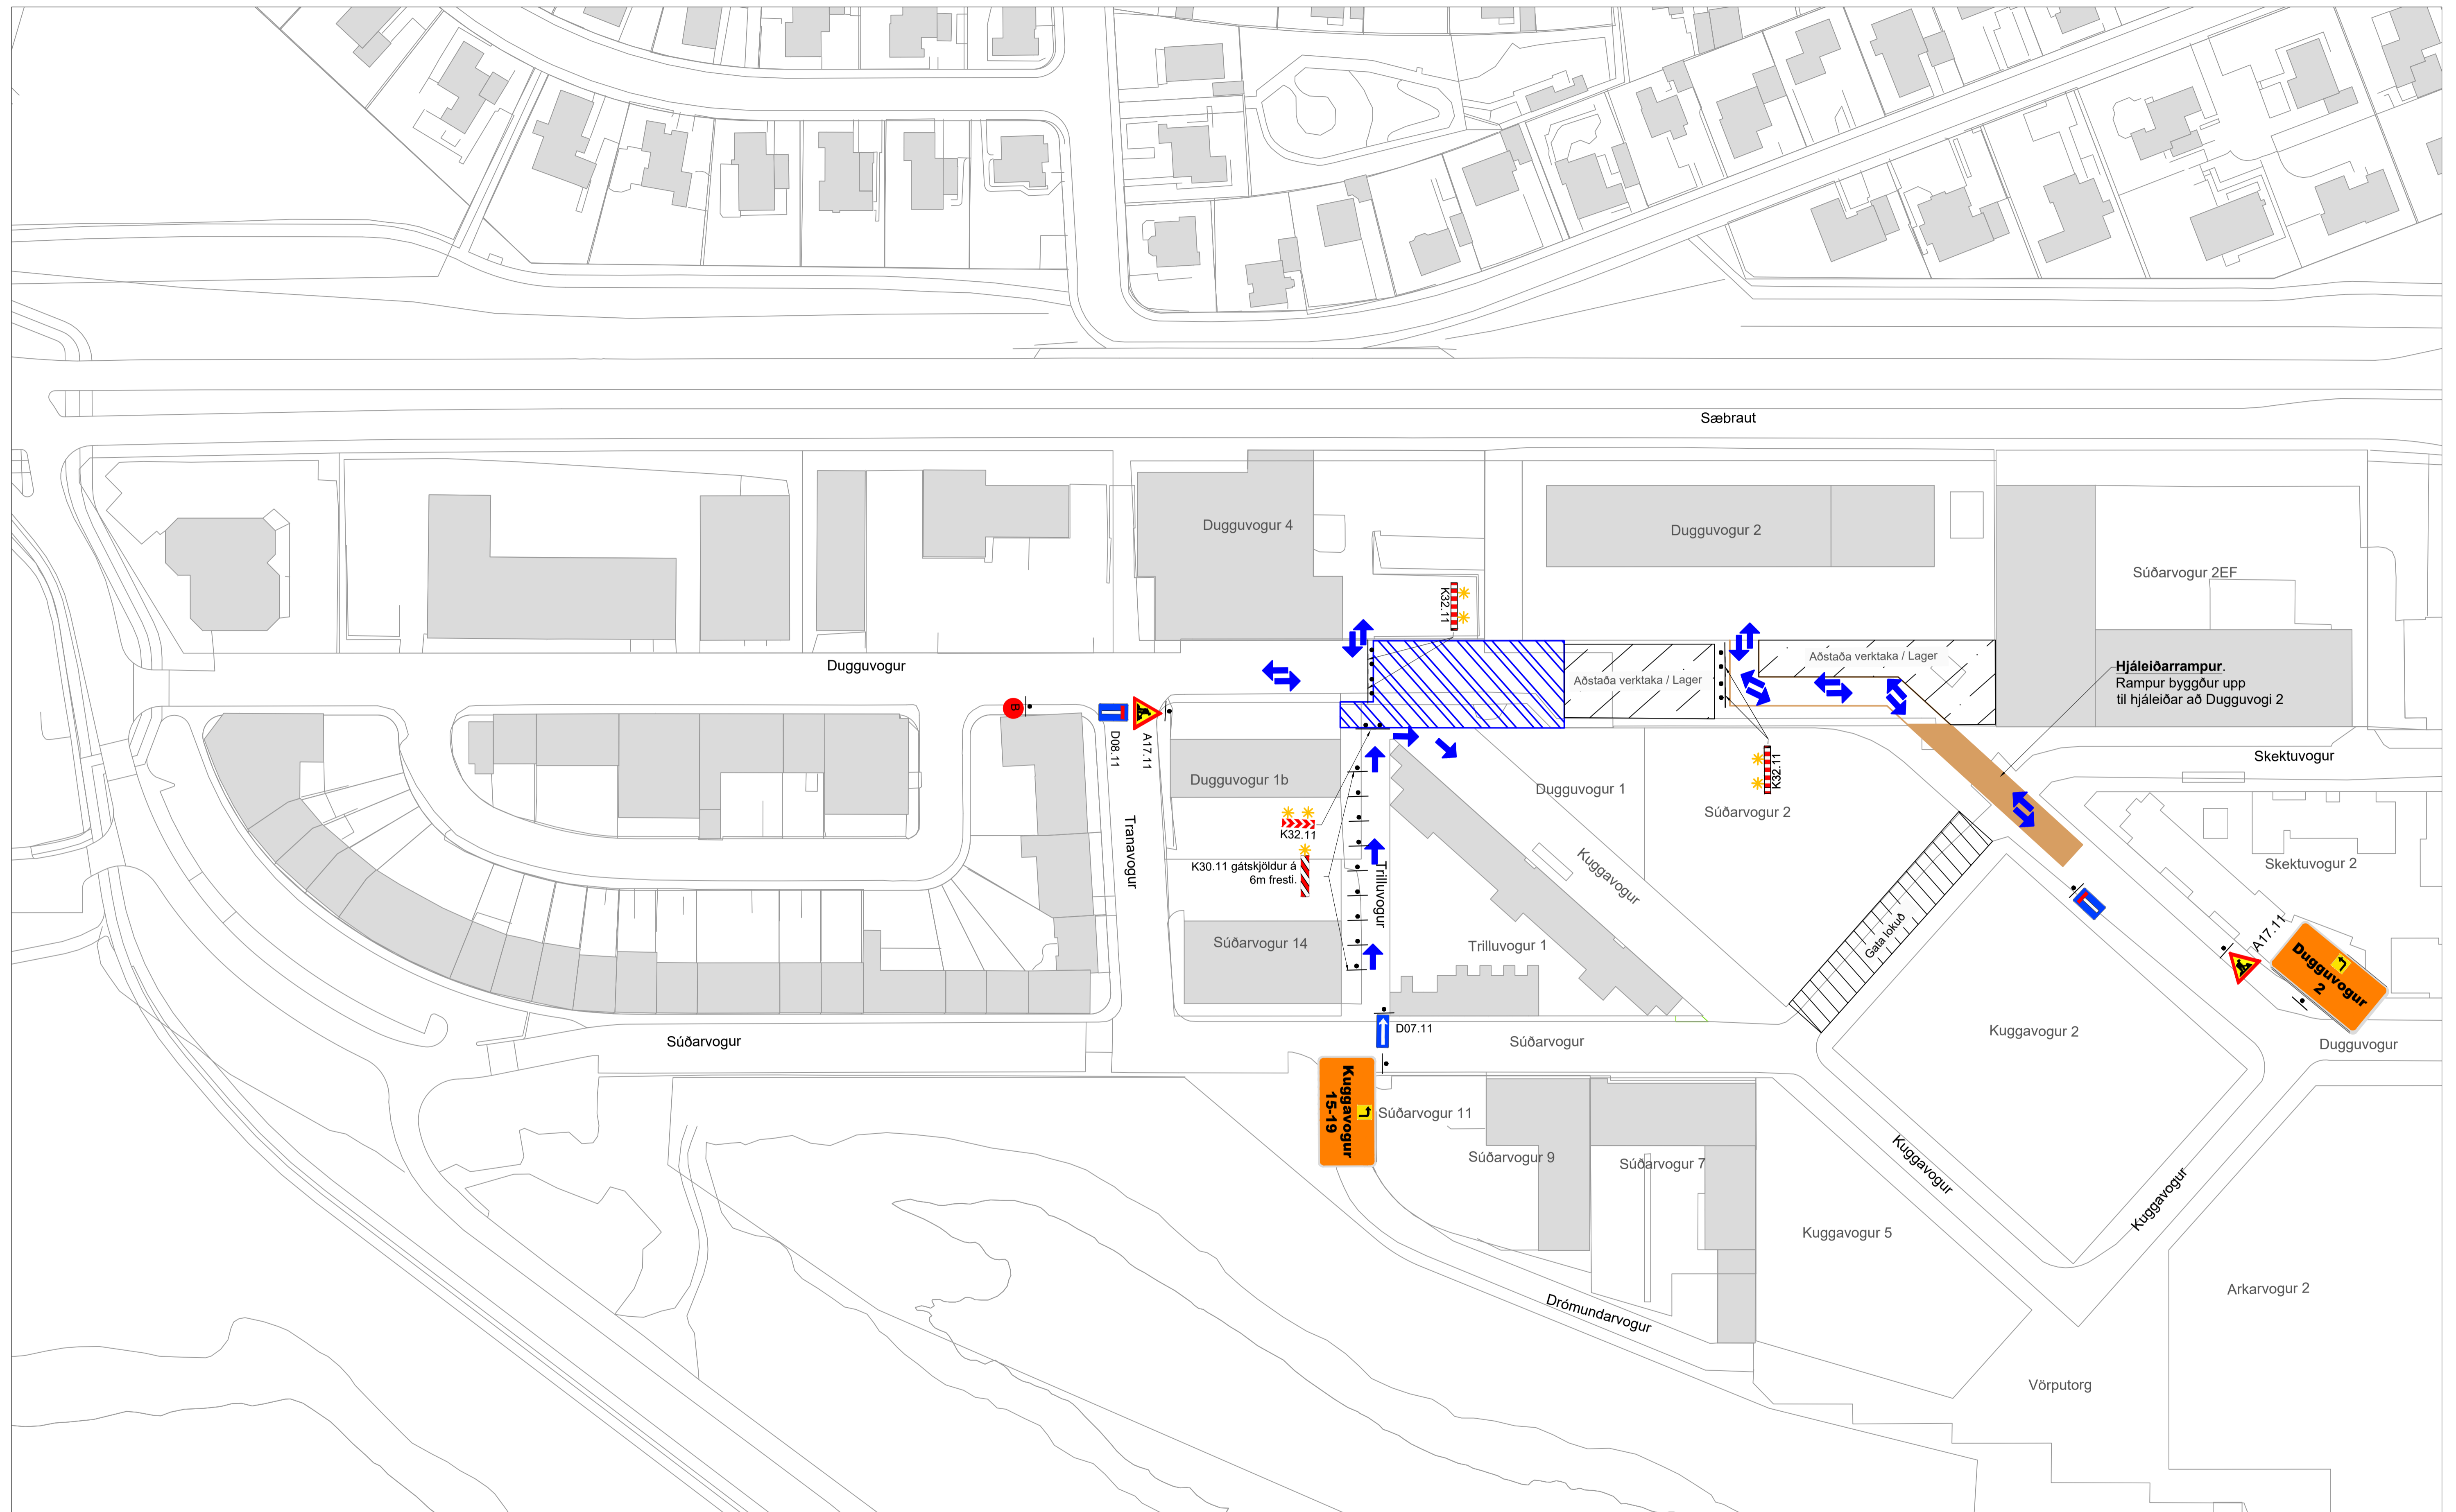 Sæbraut
Dugguvogur 4
Dugguvogur 2
Súðarvogur 2EF
K32.11
Dugguvogur
Aðstaða verktaka / Lager
Aðstaða verktaka / Lager
Hjáleiðarrampur.
Rampur byggður upp
til hjáleiðar að Dugguvogi 2
B
D08.11
A17.11
Skektuvogur
Dugguvogur 1b
Dugguvogur 1
K32.11
Súðarvogur 2
K32.11
K30.11 gátskjöldur á
6m fresti.
Tranavogur
Trilluvogur
Kuggavogur
Skektuvogur 2
Súðarvogur 14
Trilluvogur 1
Gata lokuð
A17.11
Dugguvogur
2
D07.11
Súðarvogur
Súðarvogur
Kuggavogur 2
Dugguvogur
Kuggavogur
15-19
Súðarvogur 11
Súðarvogur 9
Súðarvogur 7
Kuggavogur
Kuggavogur
Kuggavogur 5
Arkarvogur 2
Drómundarvogur
Vörputorg